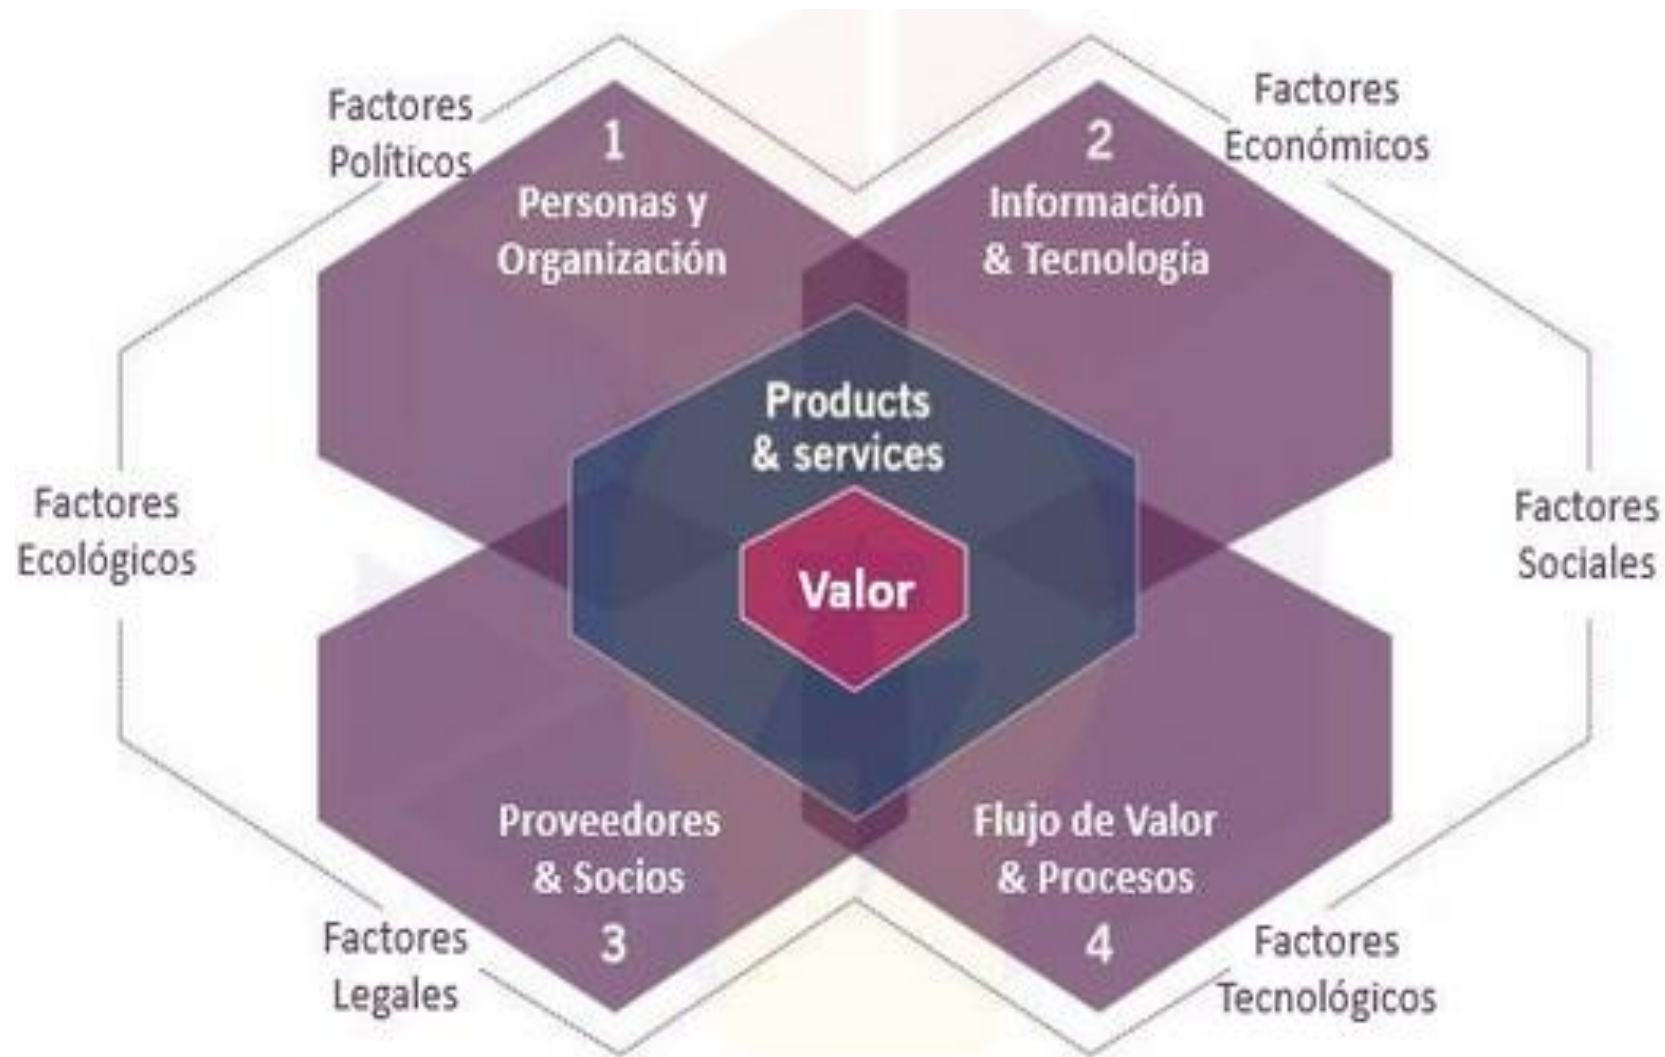 Factores
Políticos
1
Personas y
Organización
2
Información
& Tecnología
Factores
Económicos
Products
& services
Valor
Factores
Ecológicos
Factores
Sociales
Proveedores
& Socios
3
Flujo de Valor
& Procesos
4
Factores
Legales
Factores
Tecnológicos